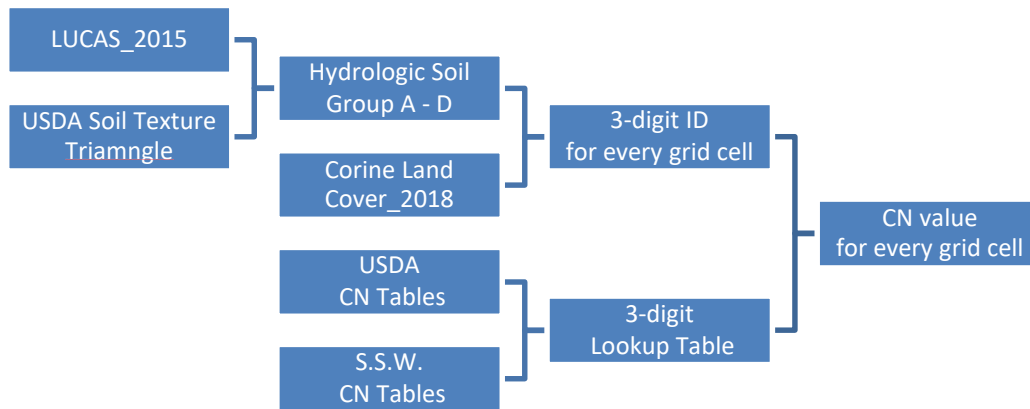 LUCAS_2015
USDA Soil Texture
Triamngle
Hydrologic Soil
Group A - D
Corine Land
Cover_2018
USDA
CN Tables
S.S.W.
CN Tables
3-digit ID
for every grid cell
3-digit
Lookup Table
CN value
for every grid cell